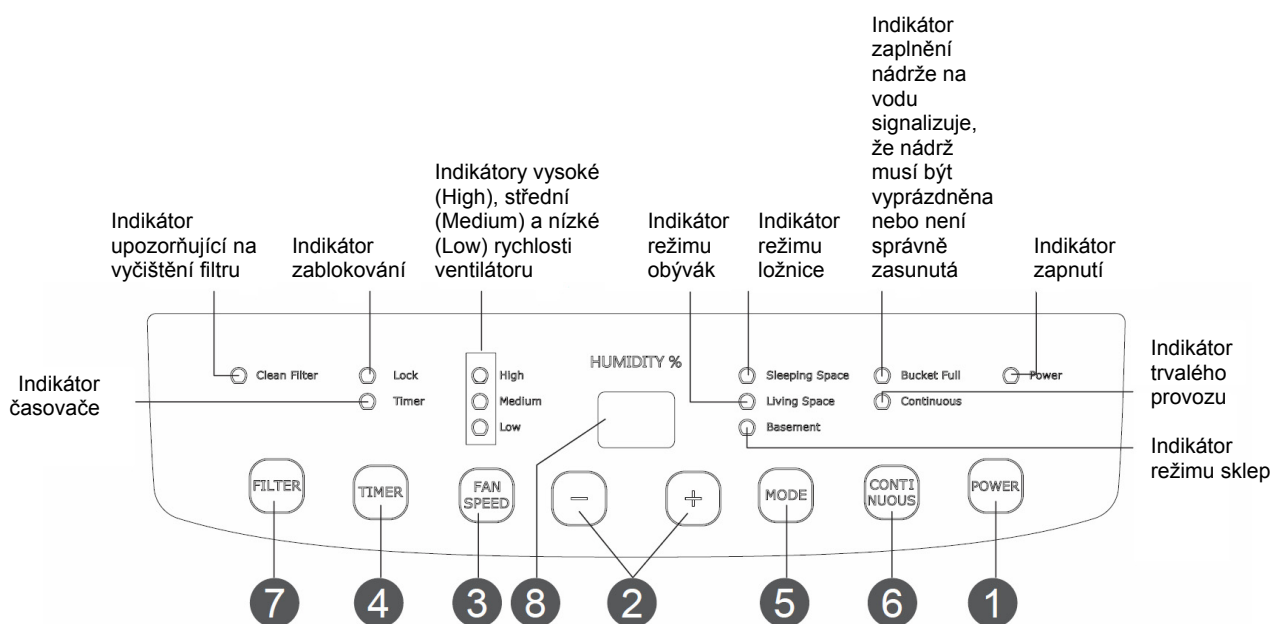 Indikátor
zaplnění
nádrže na
vodu
signalizuje,
že nádrž
musí být
vyprázdněna
nebo není
správně
zasunutá
Indikátory vysoké
(High), střední
(Medium) a nízké
(Low) rychlosti
ventilátoru
Indikátor
upozorňující na
vyčištění filtru
Indikátor
zablokování
Indikátor
režimu
obývák
Indikátor
režimu
ložnice
Indikátor
zapnutí
Indikátor
časovače
Indikátor
trvalého
provozu
Indikátor
režimu sklep
Clean Filter
Lock
Timer
High
Medium
Low
HUMIDITY %
Sleeping Space
Living Space
Basement
Bucket Full
Continuous
Power
FILTER
TIMER
FAN
SPEED
−
+
MODE
CONTI
NUOUS
POWER
7 4 3 8 2 5 6 1